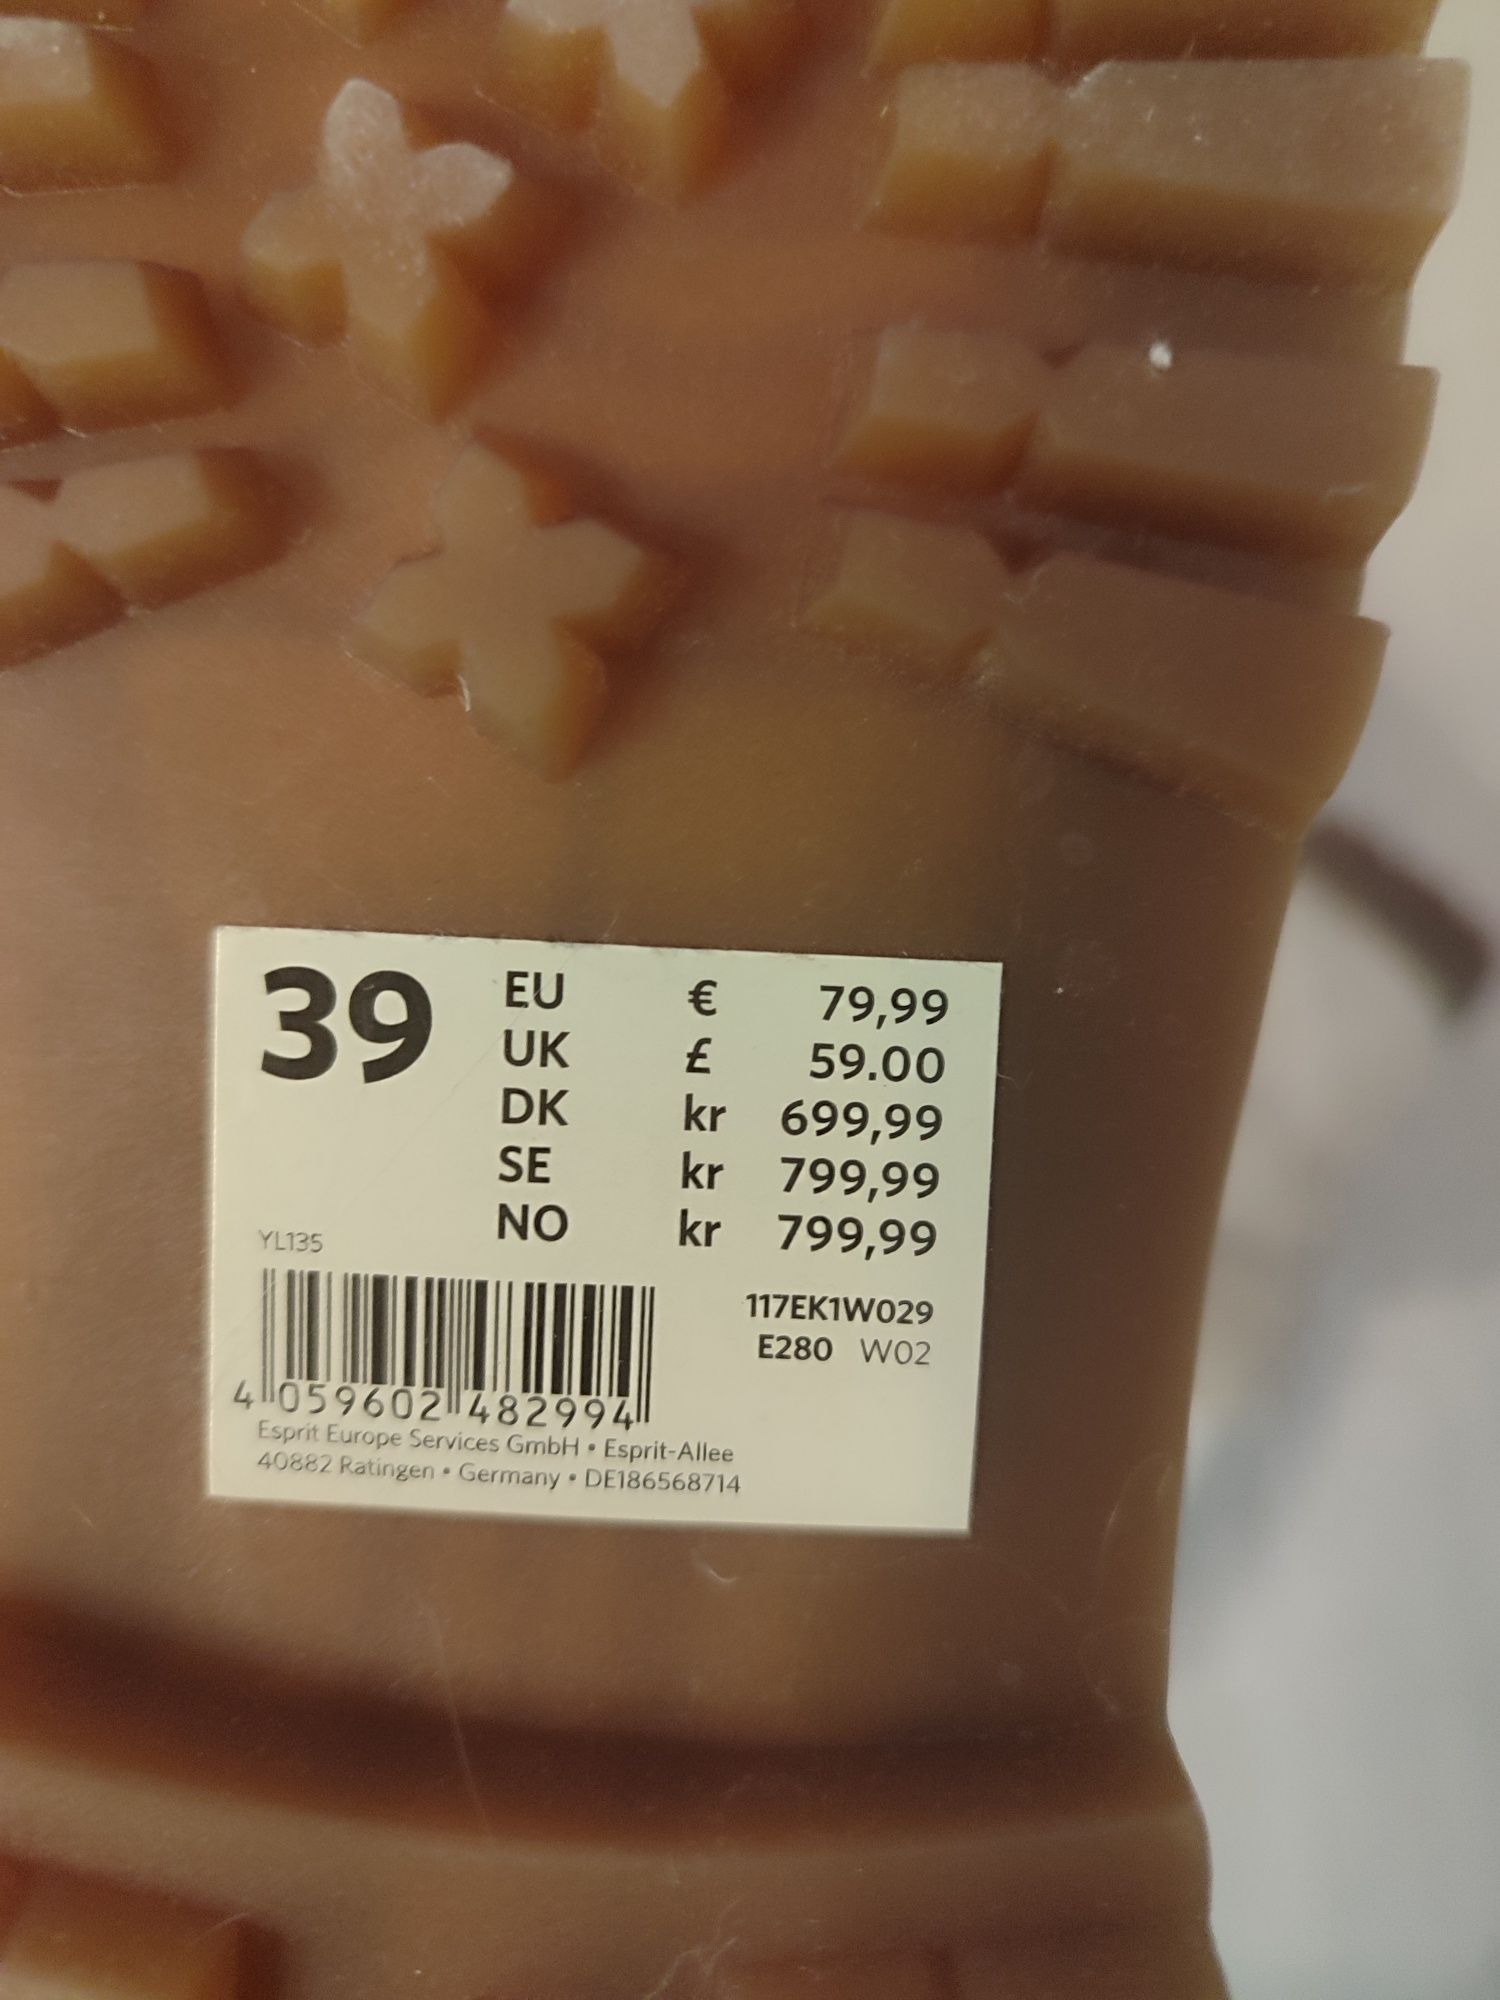 39
EU € 79,99
UK £ 59.00
DK kr 699,99
SE kr 799,99
NO kr 799,99
YL135
117EK1W029
E280 W02
4 059602 482994
Esprit Europe Services GmbH • Esprit-Allee
40882 Ratingen • Germany • DE186568714